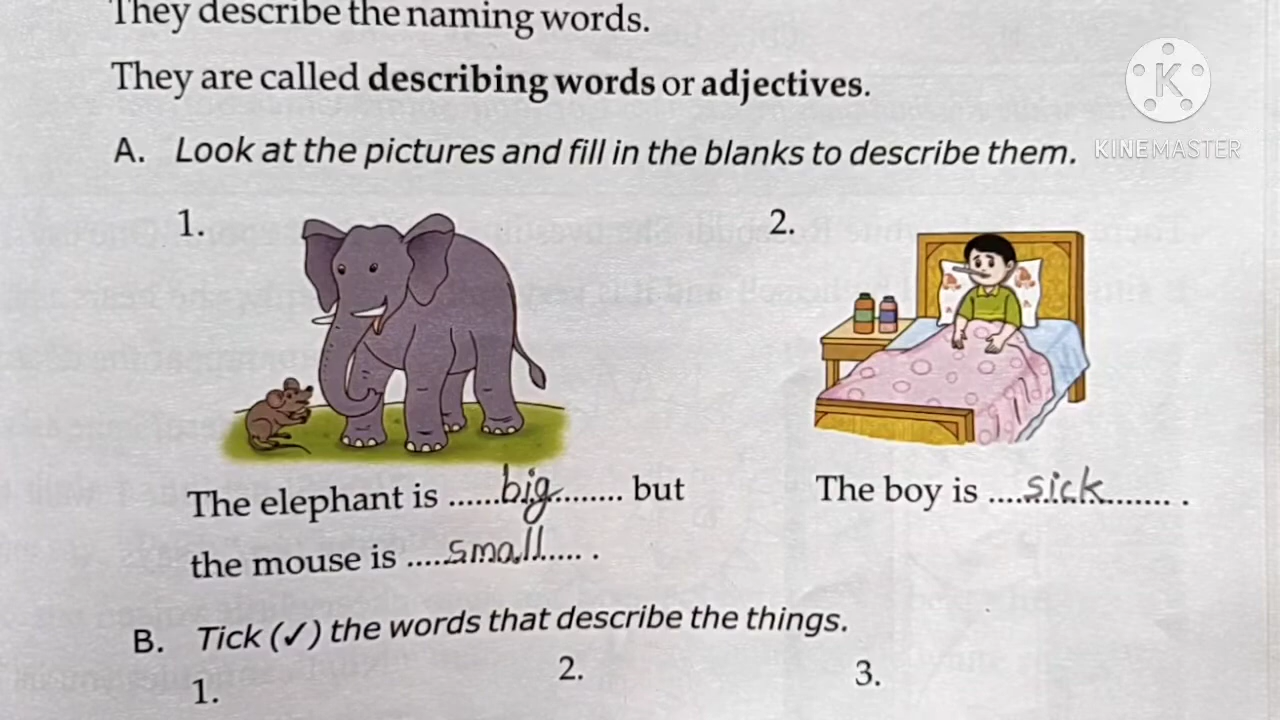 They describe the naming words.
They are called describing words or adjectives.
K
KINEMASTER
A. Look at the pictures and fill in the blanks to describe them.
1.
2.
The elephant is ......big......... but
the mouse is .....small...... .
The boy is ....sick......... .
B. Tick (✓) the words that describe the things.
1.
2.
3.